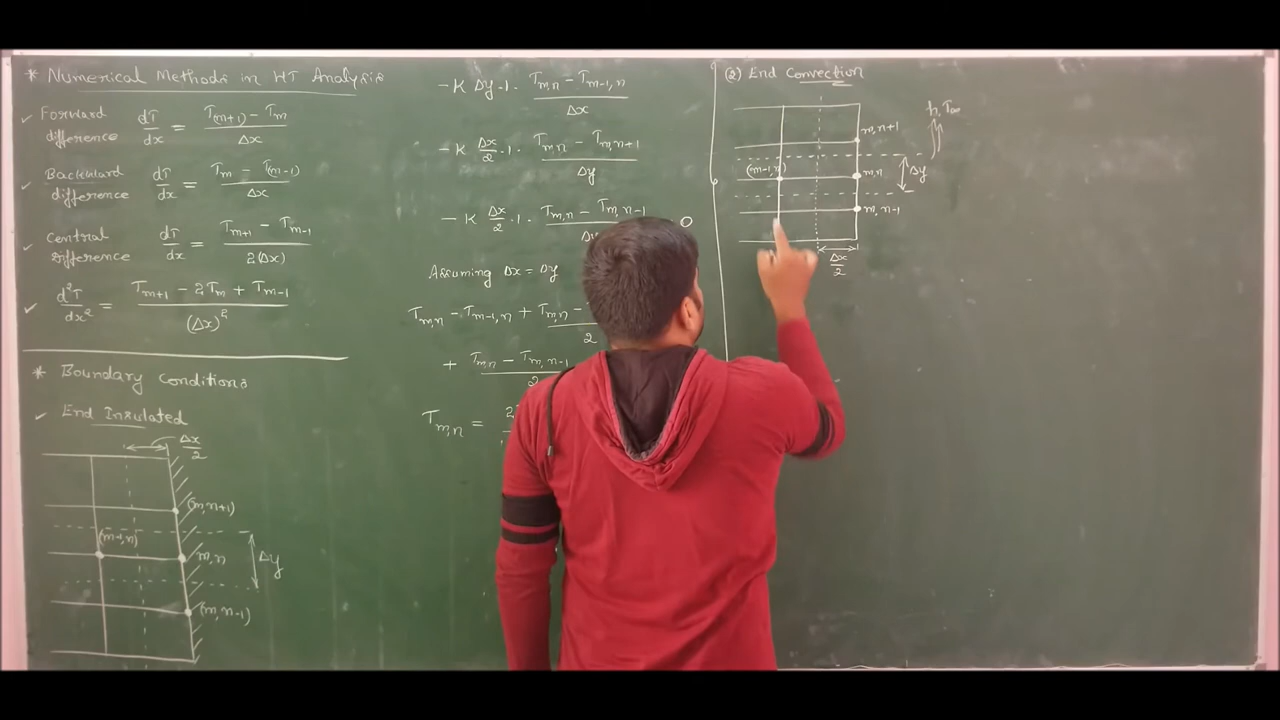 * Numerical Methods in HT Analysis
✓ Forward difference dT/dx = (T(m+1) − Tm)/Δx
✓ Backward difference dT/dx = (Tm − T(m−1))/Δx
✓ Central difference dT/dx = (Tm+1 − Tm−1)/2(Δx)
✓ d²T/dx² = (Tm+1 − 2Tm + Tm−1)/(Δx)²
* Boundary Conditions
✓ End Insulated
Δx/2
(m,n+1)
(m−1,n)
m,n
Δy
(m,n−1)
−K Δy·1· (Tm,n − Tm−1,n)/Δx
−K Δx/2 ·1· (Tm,n − Tm,n+1)/Δy
−K Δx/2 ·1· (Tm,n − Tm,n−1)/Δy 0
Assuming Δx = Δy
Tm,n − Tm−1,n + Tm,n − /2
+ (Tm,n − Tm,n−1)/2
Tm,n = 2
(2) End Convection
h, T∞
m,n+1
(m−1,n)
m,n
Δy
m,n−1
Δx/2